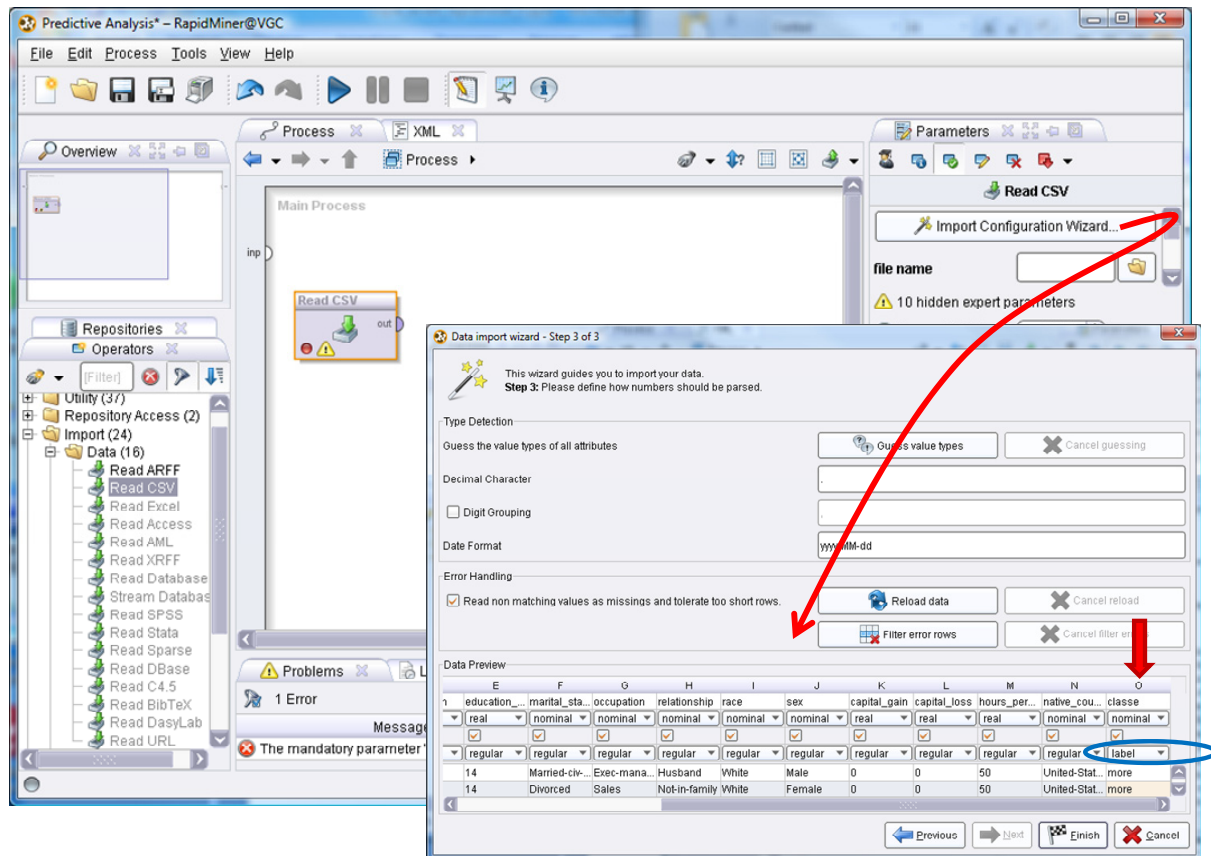 Predictive Analysis* – RapidMiner@VGC
File Edit Process Tools View Help
Process XML
Parameters
Overview
Process
Read CSV
Main Process
Import Configuration Wizard...
inp
file name
Read CSV
out
10 hidden expert parameters
Repositories
Operators
[Filter]
Utility (37)
Repository Access (2)
Import (24)
Data (16)
Read ARFF
Read CSV
Read Excel
Read Access
Read AML
Read XRFF
Read Database
Stream Databas
Read SPSS
Read Stata
Read Sparse
Read DBase
Read C4.5
Read BibTeX
Read DasyLab
Read URL
Problems L
1 Error
Message
The mandatory parameter '
Data import wizard - Step 3 of 3
This wizard guides you to import your data.
Step 3: Please define how numbers should be parsed.
Type Detection
Guess the value types of all attributes Guess value types Cancel guessing
Decimal Character .
Digit Grouping ,
Date Format yyyy-MM-dd
Error Handling
Read non matching values as missings and tolerate too short rows. Reload data Cancel reload
Filter error rows Cancel filter errors
Data Preview
E F G H I J K L M N O
education_... marital_sta... occupation relationship race sex capital_gain capital_loss hours_per... native_cou... classe
real nominal nominal nominal nominal nominal real real real nominal nominal
regular regular regular regular regular regular regular regular regular regular label
14 Married-civ-... Exec-mana... Husband White Male 0 0 50 United-Stat... more
14 Divorced Sales Not-in-family White Female 0 0 50 United-Stat... more
Previous Next Finish Cancel